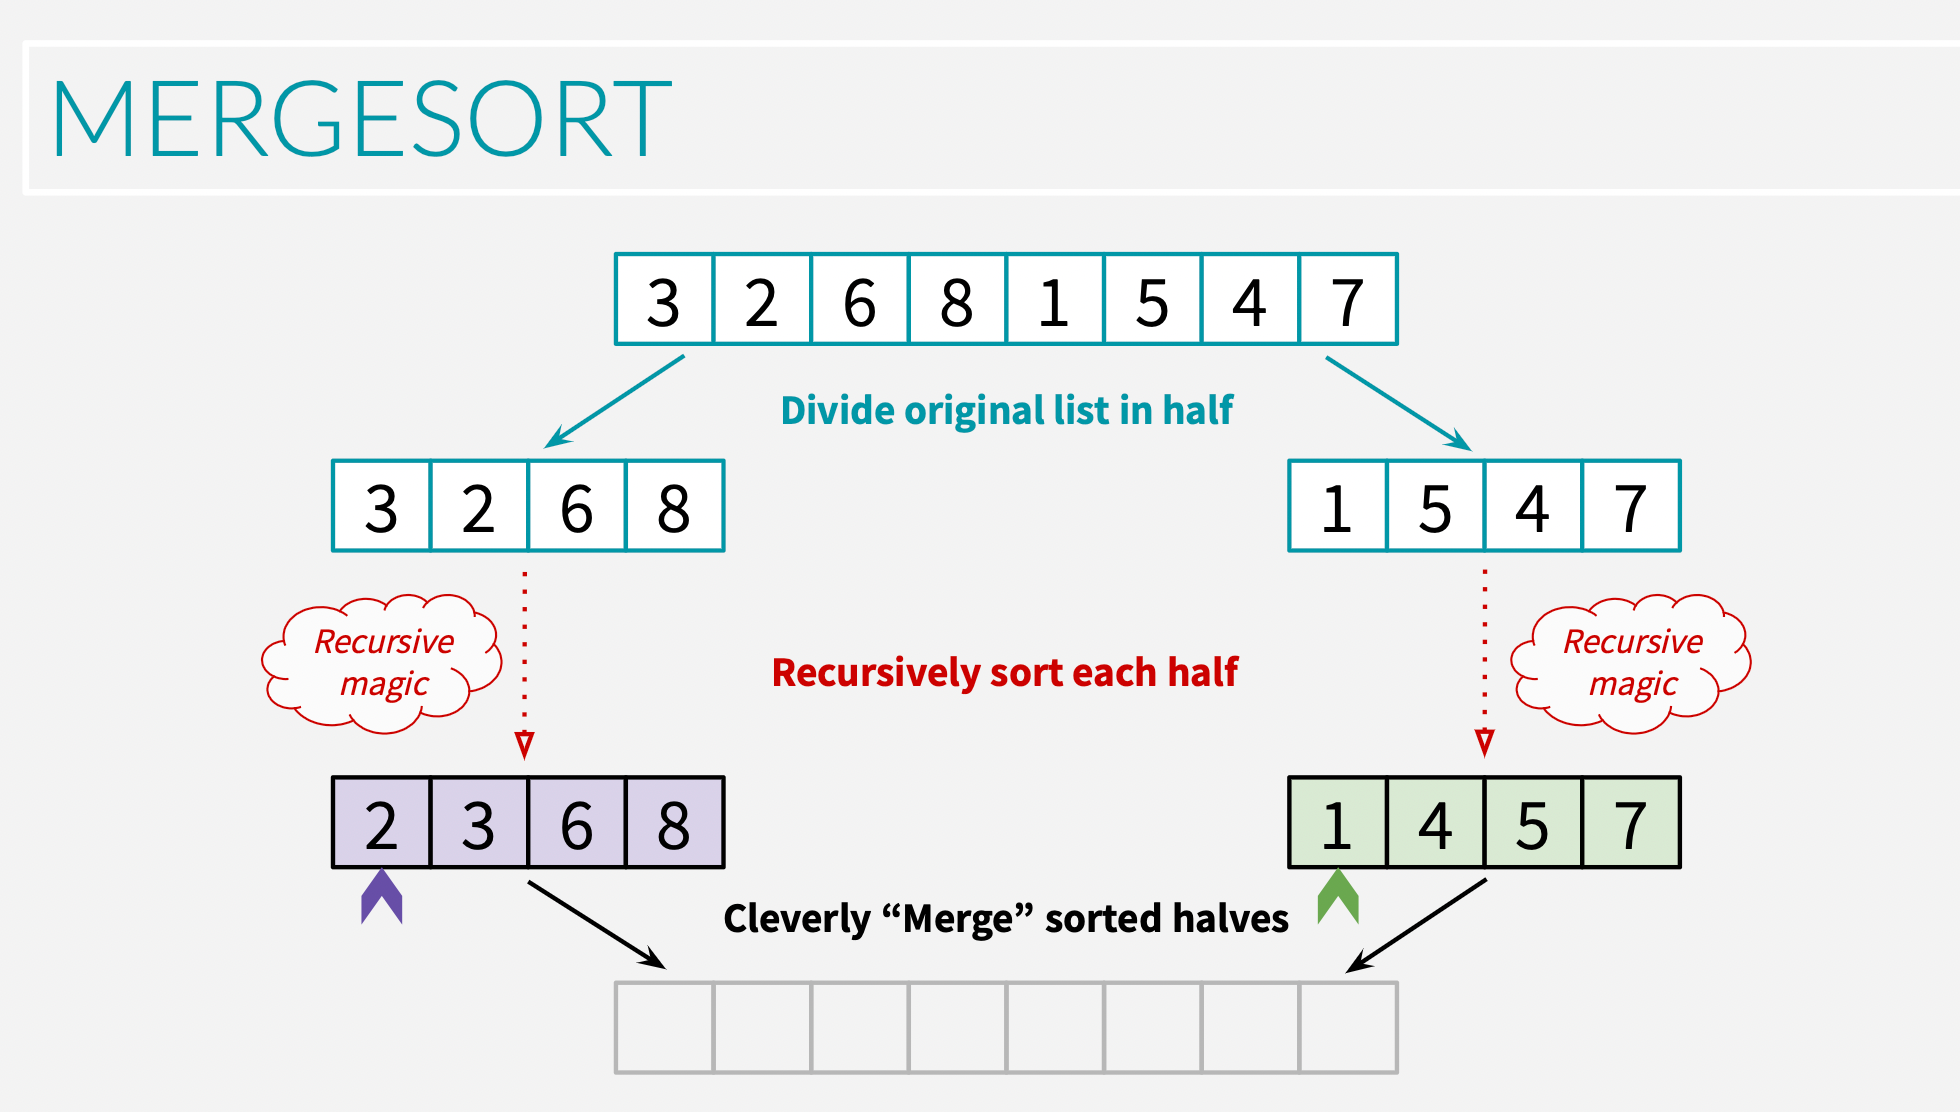 MERGESORT
3 2 6 8 1 5 4 7
Divide original list in half
3 2 6 8
1 5 4 7
Recursive
magic
Recursively sort each half
Recursive
magic
2 3 6 8
1 4 5 7
Cleverly “Merge” sorted halves